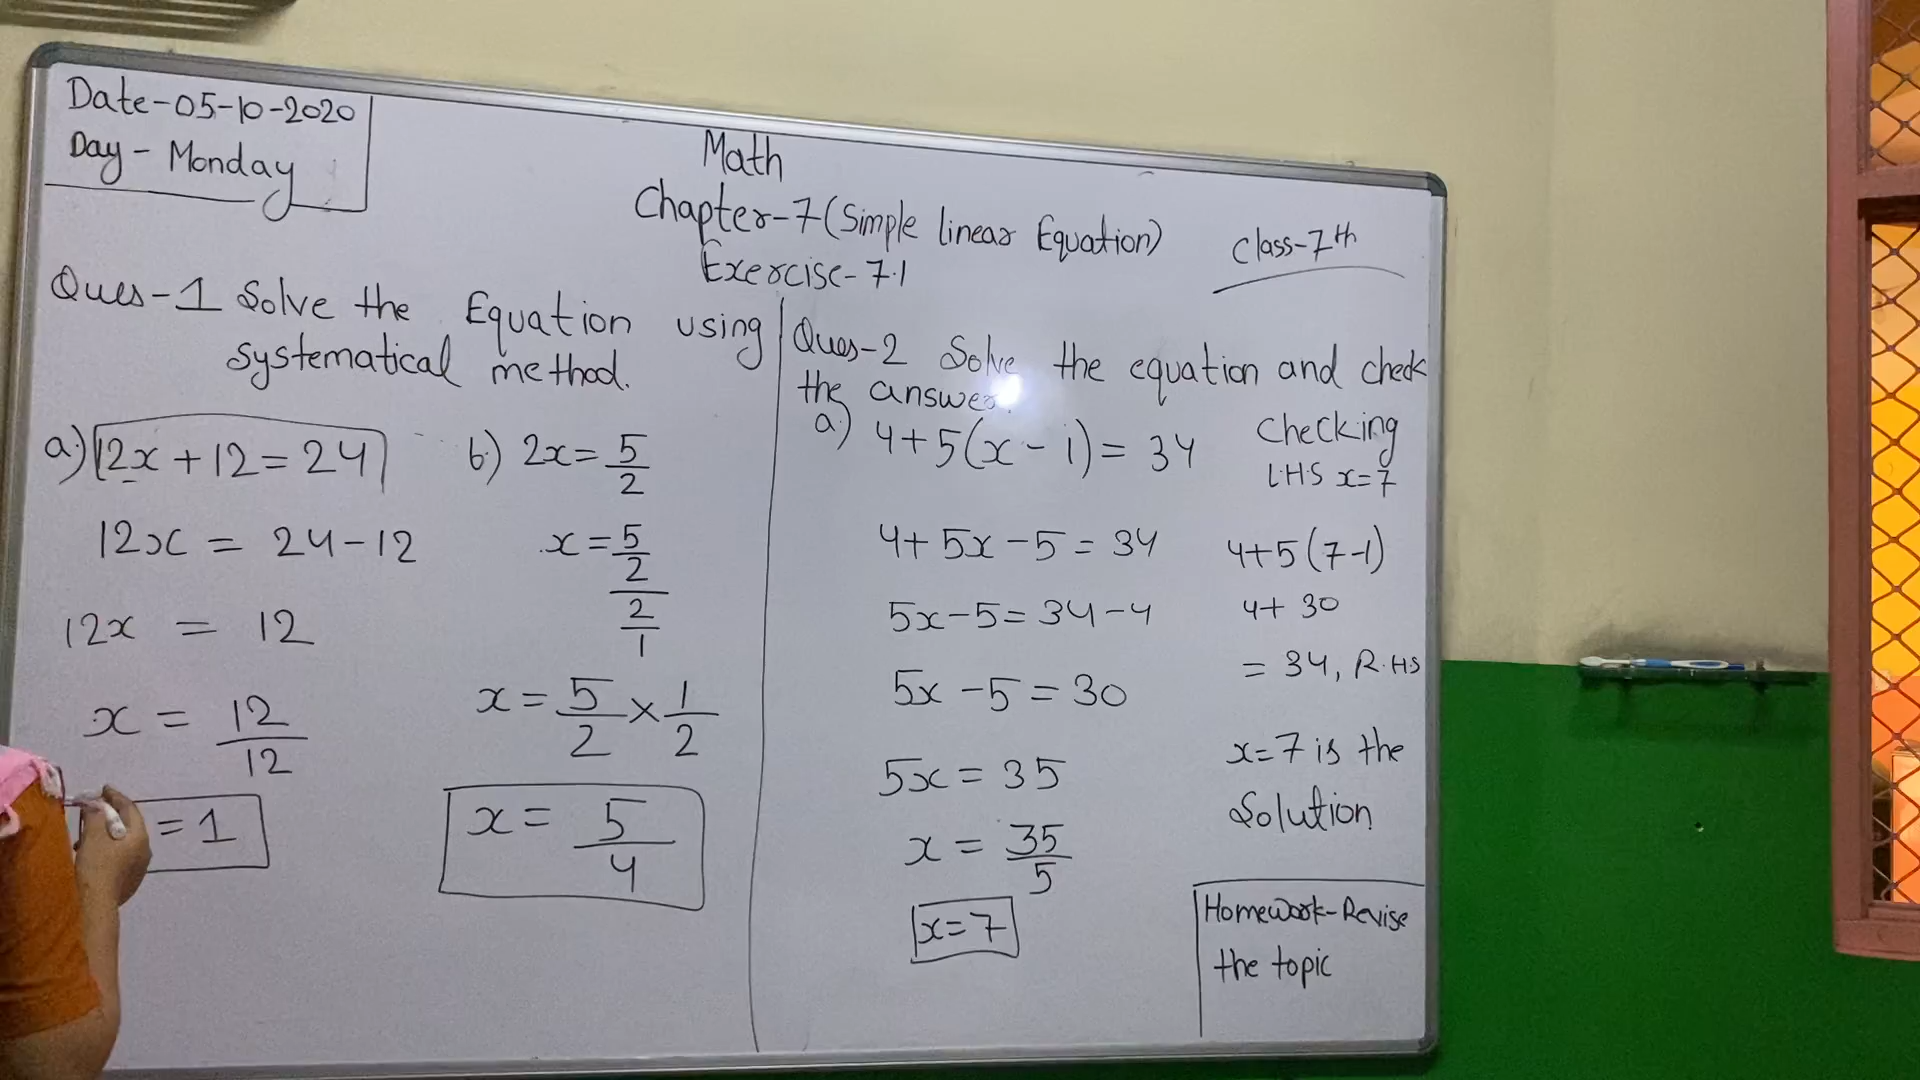 Date-05-10-2020
Day - Monday
Math
Chapter-7 (Simple linear Equation)
Exercise-7.1
Class-7th
Ques-1 Solve the Equation using
systematical method.
a) 12x + 12 = 24
12x = 24-12
12x = 12
x = 12/12
= 1
b) 2x = 5/2
x = 5/2 / 2/1
x = 5/2 × 1/2
x = 5/4
Ques-2 Solve the equation and check
the answer.
a) 4+5(x-1) = 34
4+5x-5 = 34
5x-5 = 34-4
5x-5 = 30
5x = 35
x = 35/5
x=7
Checking
L.H.S x=7
4+5(7-1)
4+ 30
= 34, R.H.S
x=7 is the
Solution
Homework-Revise
the topic